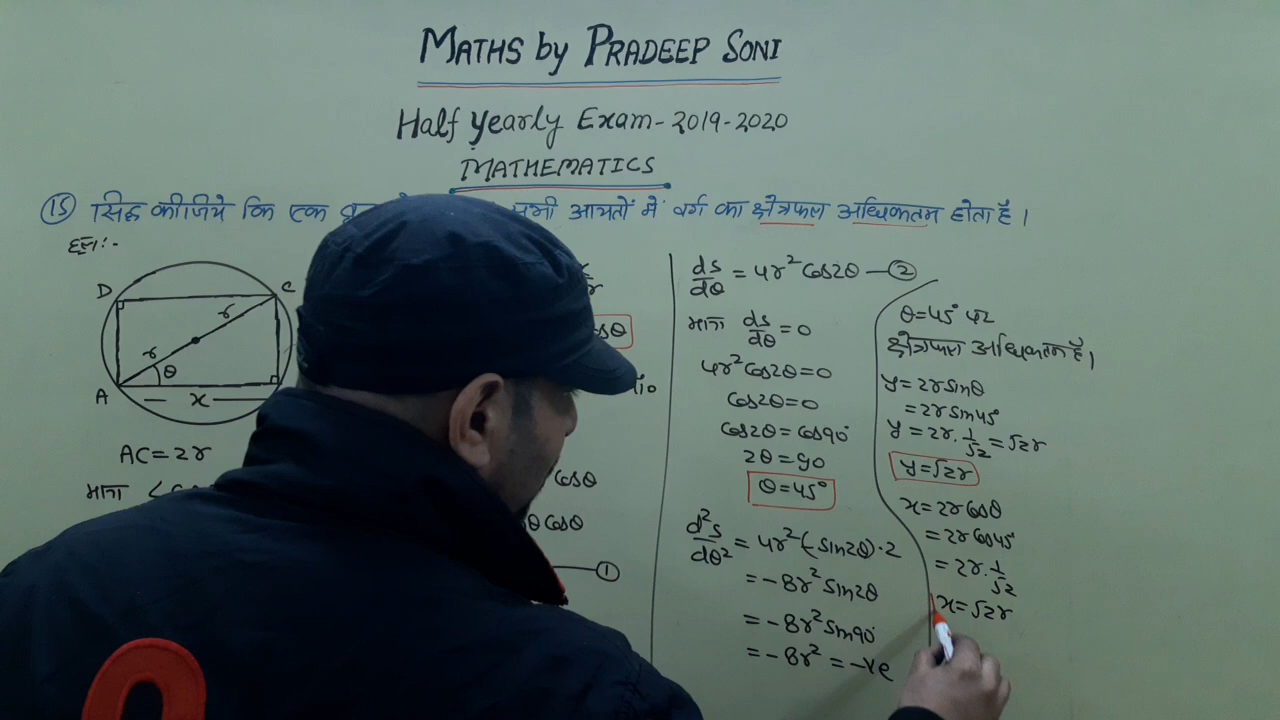 MATHS by PRADEEP SONI
Half Yearly Exam-2019-2020
MATHEMATICS
15 सिद्ध कीजिये कि एक आयतों में वर्ग का क्षेत्रफल अधिकतम होता है।
हल:-
D C
r
r θ
A x
AC=2r
माना
cosθ
θcosθ
1
ds/dθ = 4r² cos2θ — 2
माना ds/dθ = 0
4r² cos2θ = 0
cos2θ = 0
cos2θ = cos90°
2θ = 90
θ = 45°
d²s/dθ² = 4r²(-sin2θ)·2
= -8r² sin2θ
= -8r² sin90°
= -8r² = -ve
θ = 45° पर
क्षेत्रफल अधिकतम है।
y = 2r sinθ
= 2r sin45°
y = 2r. 1/√2 = √2r
y = √2r
x = 2r cosθ
= 2r cos45°
= 2r. 1/√2
x = √2r